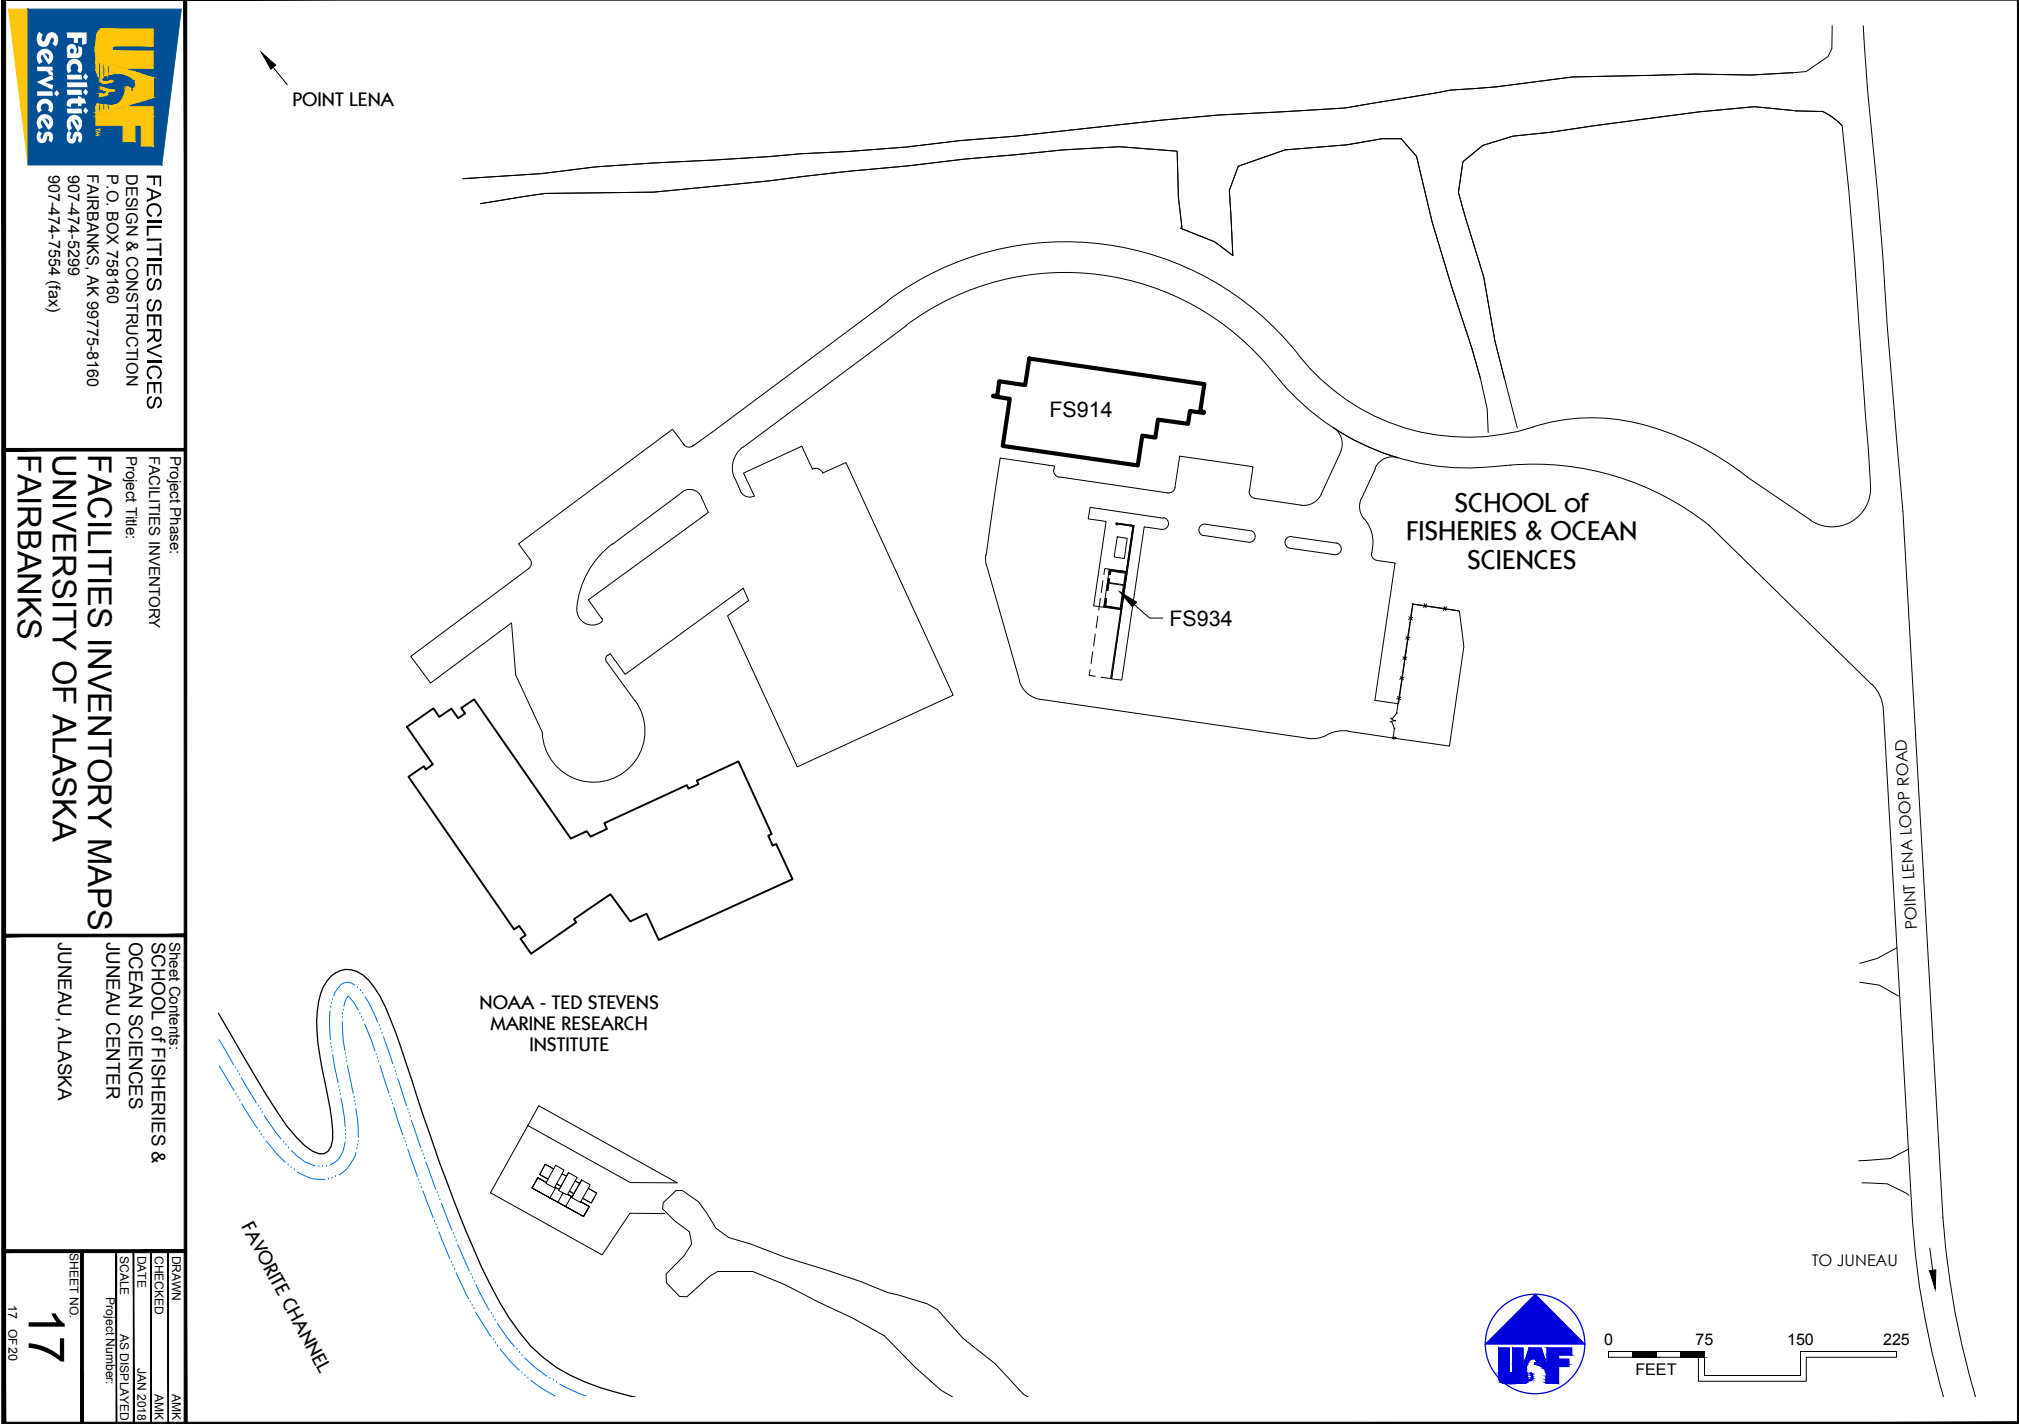 UAF
TM
Facilities
Services
FACILITIES SERVICES
DESIGN & CONSTRUCTION
P.O. BOX 758160
FAIRBANKS, AK 99775-8160
907-474-5299
907-474-7554 (fax)
Project Phase:
FACILITIES INVENTORY
Project Title:
FACILITIES INVENTORY MAPS
UNIVERSITY OF ALASKA
FAIRBANKS
Sheet Contents:
SCHOOL of FISHERIES &
OCEAN SCIENCES
JUNEAU CENTER
JUNEAU, ALASKA
DRAWN AMK
CHECKED AMK
DATE JAN 2018
SCALE AS DISPLAYED
Project Number:
SHEET NO.
17
17 OF 20
POINT LENA
FS914
SCHOOL of
FISHERIES & OCEAN
SCIENCES
FS934
POINT LENA LOOP ROAD
NOAA - TED STEVENS
MARINE RESEARCH
INSTITUTE
FAVORITE CHANNEL
TO JUNEAU
UAF
0 75 150 225
FEET